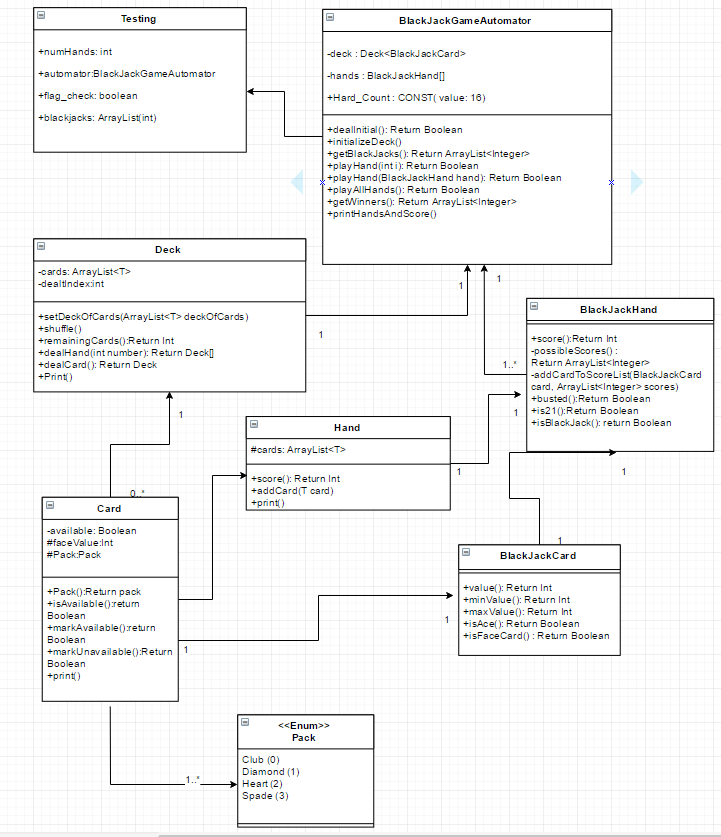 Testing
+numHands: int
+automator:BlackJackGameAutomator
+flag_check: boolean
+blackjacks: ArrayList(int)
BlackJackGameAutomator
-deck : Deck<BlackJackCard>
-hands : BlackJackHand[]
+Hard_Count : CONST( value: 16)
+dealInitial(): Return Boolean
+initializeDeck()
+getBlackJacks(): Return ArrayList<Integer>
+playHand(int i): Return Boolean
+playHand(BlackJackHand hand): Return Boolean
+playAllHands(): Return Boolean
+getWinners(): Return ArrayList<Integer>
+printHandsAndScore()
Deck
-cards: ArrayList<T>
-dealtIndex:int
+setDeckOfCards(ArrayList<T> deckOfCards)
+shuffle()
+remainingCards():Return Int
+dealHand(int number): Return Deck[]
+dealCard(): Return Deck
+Print()
1
1
1
1..*
BlackJackHand
+score():Return Int
-possibleScores() :
Return ArrayList<Integer>
-addCardToScoreList(BlackJackCard
card, ArrayList<Integer> scores)
+busted():Return Boolean
+is21():Return Boolean
+isBlackJack(): return Boolean
1
1
1
1
Hand
#cards: ArrayList<T>
+score(): Return Int
+addCard(T card)
+print()
0..*
Card
-available: Boolean
#faceValue:Int
#Pack:Pack
+Pack():Return pack
+isAvailable():return
Boolean
+markAvailable():return
Boolean
+markUnavailable():Return
Boolean
+print()
1
1
1
BlackJackCard
+value(): Return Int
+minValue(): Return Int
+maxValue(): Return Int
+isAce(): Return Boolean
+isFaceCard() : Return Boolean
1..*
<<Enum>>
Pack
Club (0)
Diamond (1)
Heart (2)
Spade (3)